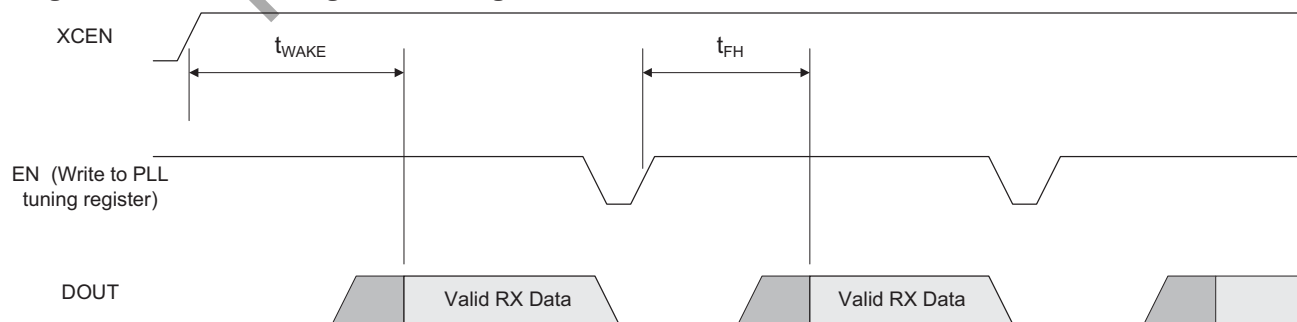 XCEN
tWAKE
tFH
EN (Write to PLL
tuning register)
DOUT
Valid RX Data
Valid RX Data